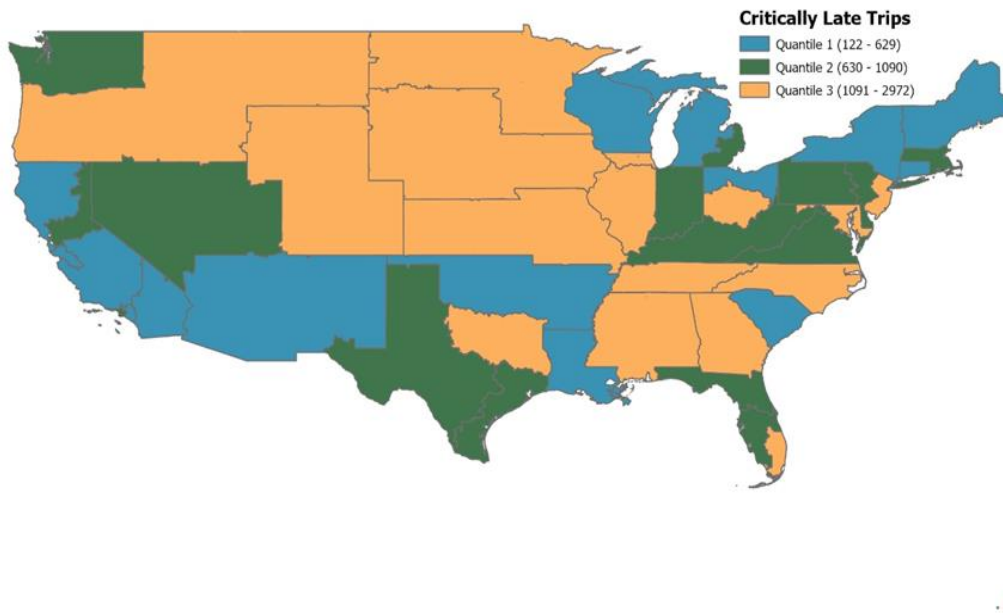 Critically Late Trips
Quantile 1 (122 - 629)
Quantile 2 (630 - 1090)
Quantile 3 (1091 - 2972)